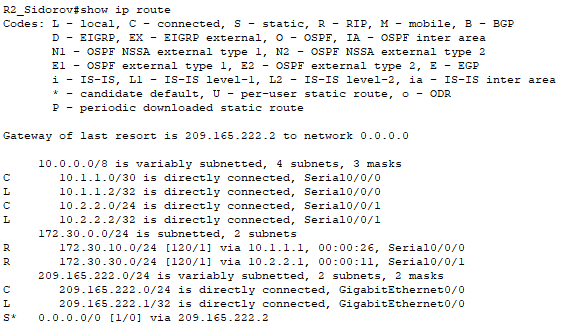 R2_Sidorov#show ip route
Codes: L - local, C - connected, S - static, R - RIP, M - mobile, B - BGP
       D - EIGRP, EX - EIGRP external, O - OSPF, IA - OSPF inter area
       N1 - OSPF NSSA external type 1, N2 - OSPF NSSA external type 2
       E1 - OSPF external type 1, E2 - OSPF external type 2, E - EGP
       i - IS-IS, L1 - IS-IS level-1, L2 - IS-IS level-2, ia - IS-IS inter area
       * - candidate default, U - per-user static route, o - ODR
       P - periodic downloaded static route

Gateway of last resort is 209.165.222.2 to network 0.0.0.0

     10.0.0.0/8 is variably subnetted, 4 subnets, 3 masks
C       10.1.1.0/30 is directly connected, Serial0/0/0
L       10.1.1.2/32 is directly connected, Serial0/0/0
C       10.2.2.0/24 is directly connected, Serial0/0/1
L       10.2.2.2/32 is directly connected, Serial0/0/1
     172.30.0.0/24 is subnetted, 2 subnets
R       172.30.10.0/24 [120/1] via 10.1.1.1, 00:00:26, Serial0/0/0
R       172.30.30.0/24 [120/1] via 10.2.2.1, 00:00:11, Serial0/0/1
     209.165.222.0/24 is variably subnetted, 2 subnets, 2 masks
C       209.165.222.0/24 is directly connected, GigabitEthernet0/0
L       209.165.222.1/32 is directly connected, GigabitEthernet0/0
S*   0.0.0.0/0 [1/0] via 209.165.222.2